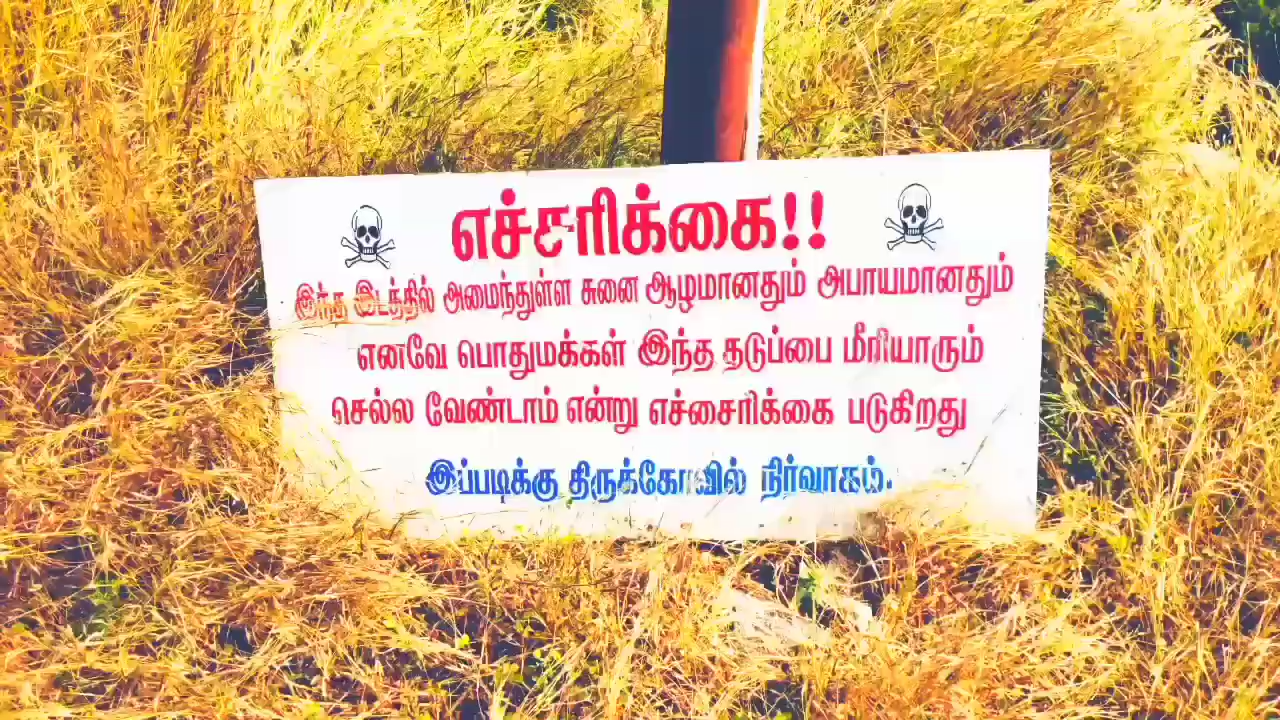 எச்சரிக்கை!!
இந்த இடத்தில் அமைந்துள்ள சுனை ஆழமானதும் அபாயமானதும்
எனவே பொதுமக்கள் இந்த தடுப்பை மீறியாரும்
செல்ல வேண்டாம் என்று எச்சைரிக்கை படுகிறது
இப்படிக்கு திருக்கோவில் நிர்வாகம்.